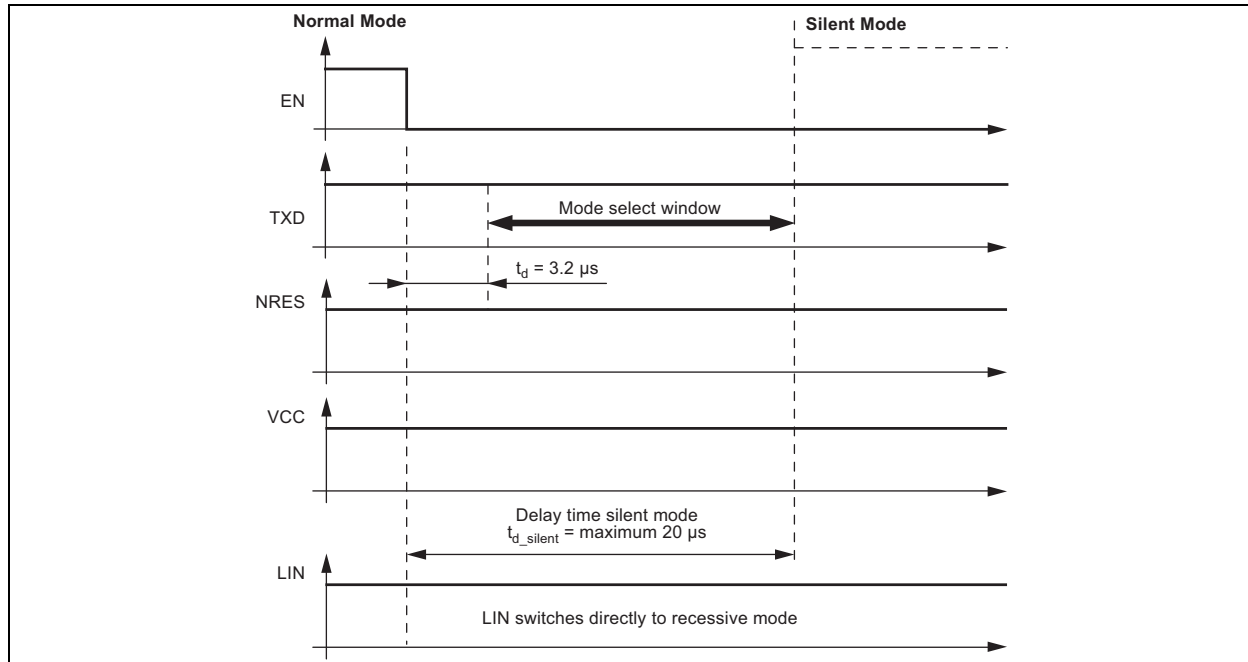 Normal Mode
Silent Mode
EN
TXD
Mode select window
t_d = 3.2 µs
NRES
VCC
Delay time silent mode
t_d_silent = maximum 20 µs
LIN
LIN switches directly to recessive mode